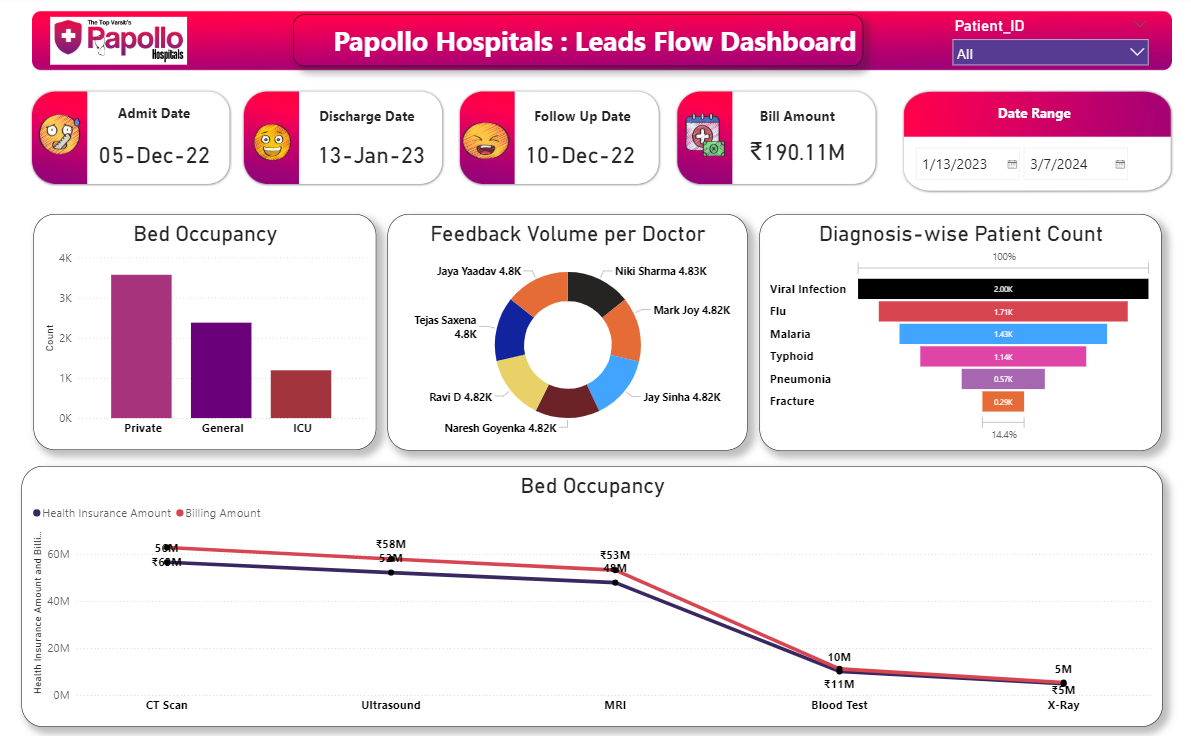 The Top Varsit's
Papollo
Hospitals
Papollo Hospitals : Leads Flow Dashboard
Patient_ID
All
Admit Date
05-Dec-22
Discharge Date
13-Jan-23
Follow Up Date
10-Dec-22
Bill Amount
₹190.11M
Date Range
1/13/2023
3/7/2024
Bed Occupancy
4K
3K
2K
1K
0K
Count
Private
General
ICU
Feedback Volume per Doctor
Jaya Yaadav 4.8K
Niki Sharma 4.83K
Mark Joy 4.82K
Tejas Saxena
4.8K
Ravi D 4.82K
Jay Sinha 4.82K
Naresh Goyenka 4.82K
Diagnosis-wise Patient Count
100%
Viral Infection 2.00K
Flu 1.71K
Malaria 1.43K
Typhoid 1.14K
Pneumonia 0.57K
Fracture 0.29K
14.4%
Bed Occupancy
Health Insurance Amount Billing Amount
Health Insurance Amount and Billi...
60M
40M
20M
0M
56M
₹58M
52M
₹53M
48M
10M
₹11M
5M
₹5M
CT Scan
Ultrasound
MRI
Blood Test
X-Ray